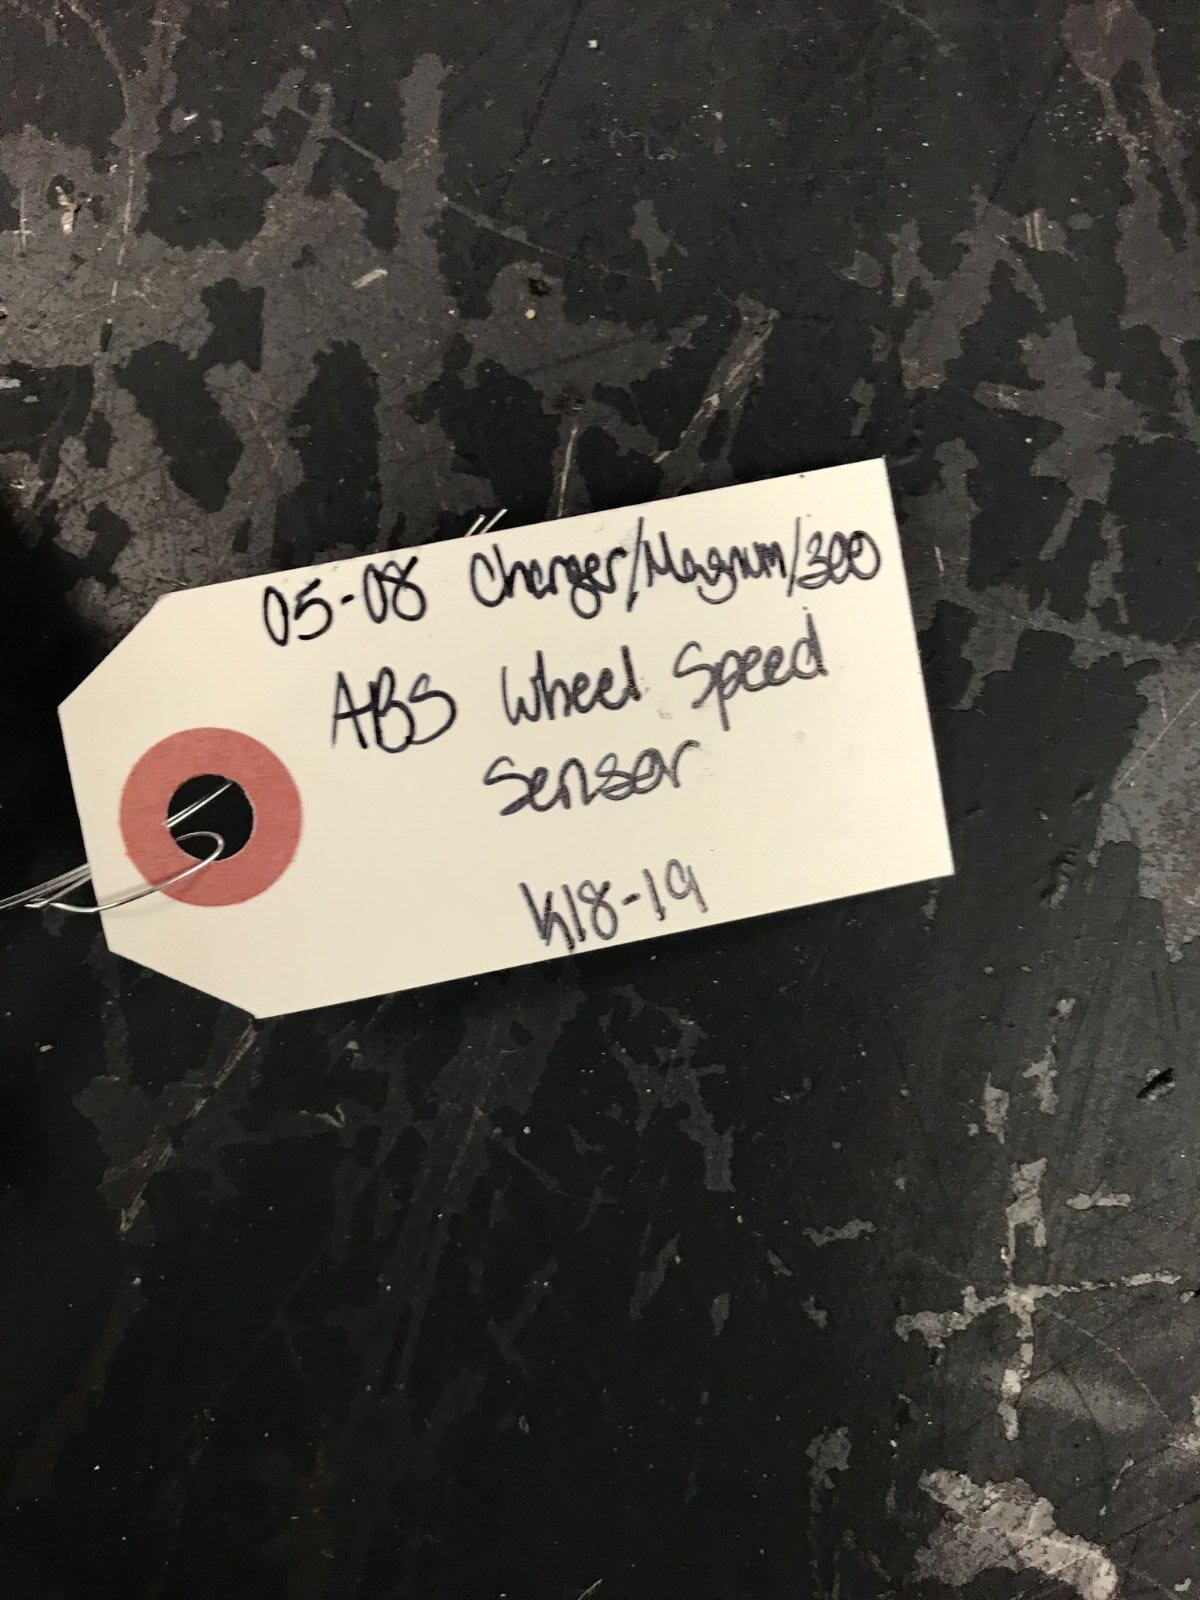 05-08 Charger/Magnum/300
ABS Wheel Speed
Sensor
K18-19